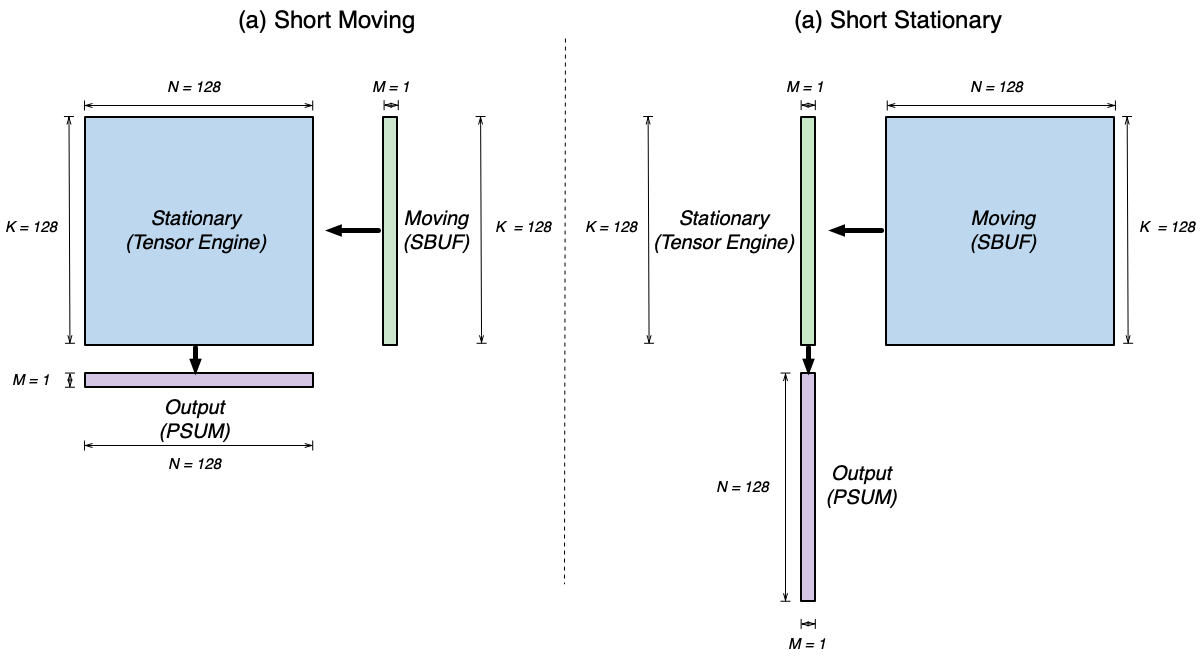 (a) Short Moving
N = 128
M = 1
K = 128
Stationary
(Tensor Engine)
Moving
(SBUF)
K = 128
M = 1
Output
(PSUM)
N = 128
(a) Short Stationary
M = 1
N = 128
K = 128
Stationary
(Tensor Engine)
Moving
(SBUF)
K = 128
N = 128
Output
(PSUM)
M = 1